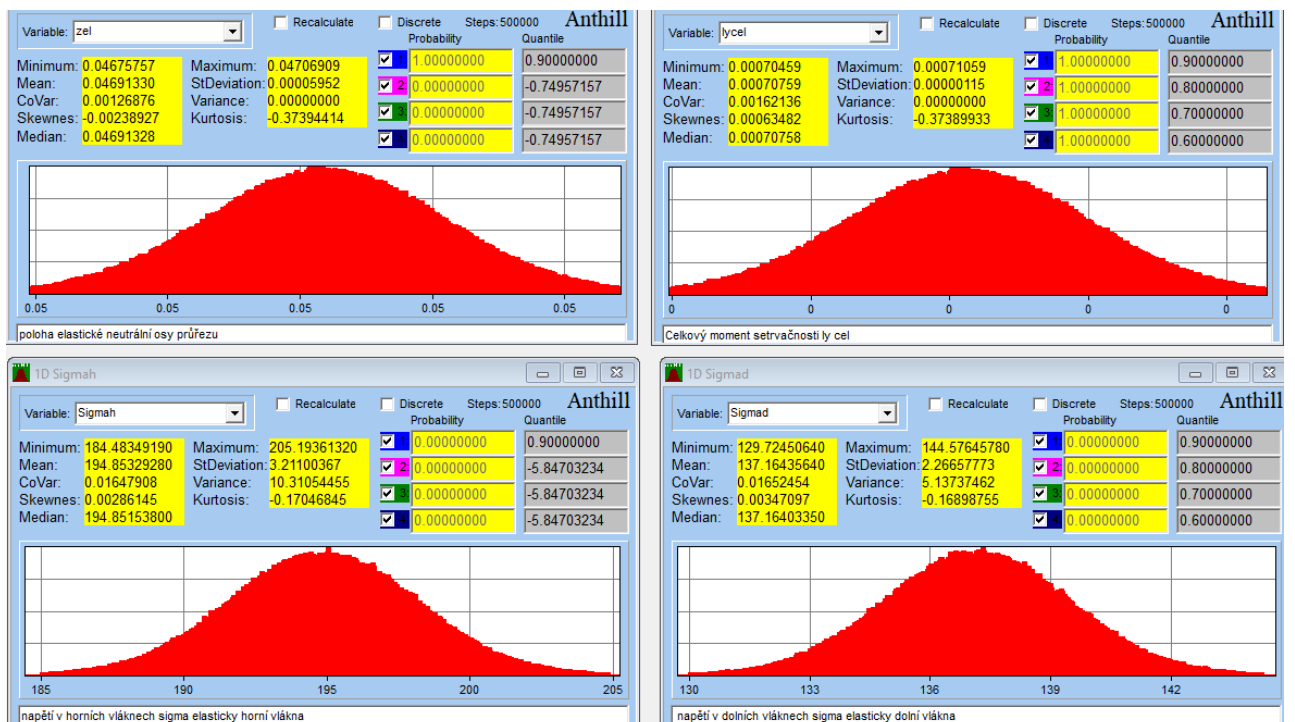 Variable: zel Recalculate Discrete Steps:500000 Anthill
Probability Quantile
Minimum: 0.04675757 Maximum: 0.04706909 1 1.00000000 0.90000000
Mean: 0.04691330 StDeviation: 0.00005952 2 0.00000000 -0.74957157
CoVar: 0.00126876 Variance: 0.00000000
Skewnes: -0.00238927 Kurtosis: -0.37394414 3 0.00000000 -0.74957157
Median: 0.04691328 0.00000000 -0.74957157
0.05 0.05 0.05 0.05 0.05
poloha elastické neutrální osy průřezu
Variable: Iycel Recalculate Discrete Steps:500000 Anthill
Probability Quantile
Minimum: 0.00070459 Maximum: 0.00071059 1.00000000 0.90000000
Mean: 0.00070759 StDeviation: 0.00000115 2 1.00000000 0.80000000
CoVar: 0.00162136 Variance: 0.00000000
Skewnes: 0.00063482 Kurtosis: -0.37389933 3 1.00000000 0.70000000
Median: 0.00070758 1.00000000 0.60000000
0 0 0 0 0
Celkový moment setrvačnosti Iy cel
1D Sigmah
Variable: Sigmah Recalculate Discrete Steps:500000 Anthill
Probability Quantile
Minimum: 184.48349190 Maximum: 205.19361320 1 0.00000000 0.90000000
Mean: 194.85329280 StDeviation: 3.21100367 2 0.00000000 -5.84703234
CoVar: 0.01647908 Variance: 10.31054455
Skewnes: 0.00286145 Kurtosis: -0.17046845 3 0.00000000 -5.84703234
Median: 194.85153800 0.00000000 -5.84703234
185 190 195 200 205
napětí v horních vláknech sigma elasticky horní vlákna
1D Sigmad
Variable: Sigmad Recalculate Discrete Steps:500000 Anthill
Probability Quantile
Minimum: 129.72450640 Maximum: 144.57645780 1 0.00000000 0.90000000
Mean: 137.16435640 StDeviation: 2.26657773 2 0.00000000 0.80000000
CoVar: 0.01652454 Variance: 5.13737462
Skewnes: 0.00347097 Kurtosis: -0.16898755 3 0.00000000 0.70000000
Median: 137.16403350 0.00000000 0.60000000
130 133 136 139 142
napětí v dolních vláknech sigma elasticky dolní vlákna